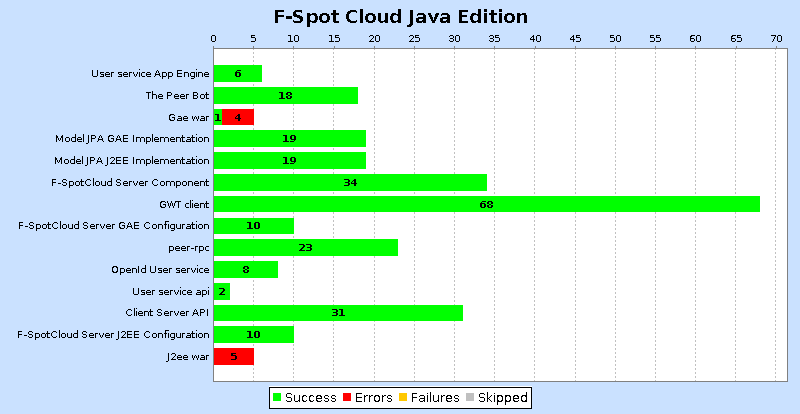 F-Spot Cloud Java Edition
0 5 10 15 20 25 30 35 40 45 50 55 60 65 70
User service App Engine 6
The Peer Bot 18
Gae war 1 4
Model JPA GAE Implementation 19
Model JPA J2EE Implementation 19
F-SpotCloud Server Component 34
GWT client 68
F-SpotCloud Server GAE Configuration 10
peer-rpc 23
OpenId User service 8
User service api 2
Client Server API 31
F-SpotCloud Server J2EE Configuration 10
J2ee war 5
Success Errors Failures Skipped